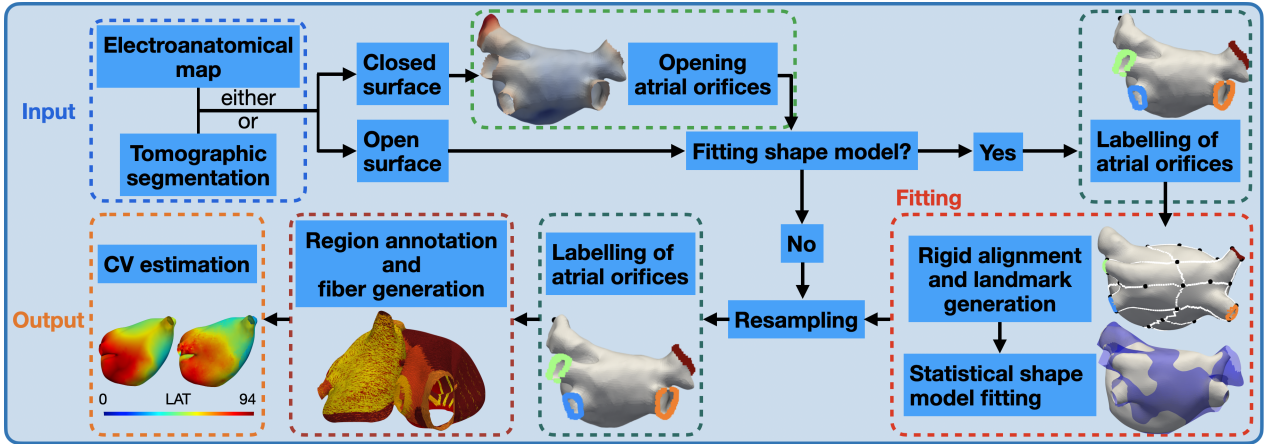 Input
Electroanatomical
map
either
or
Tomographic
segmentation
Closed
surface
Open
surface
Opening
atrial orifices
Fitting shape model?
Yes
No
Labelling of
atrial orifices
Fitting
Rigid alignment
and landmark
generation
Statistical shape
model fitting
Resampling
Labelling of
atrial orifices
Region annotation
and
fiber generation
Output
CV estimation
0 LAT 94